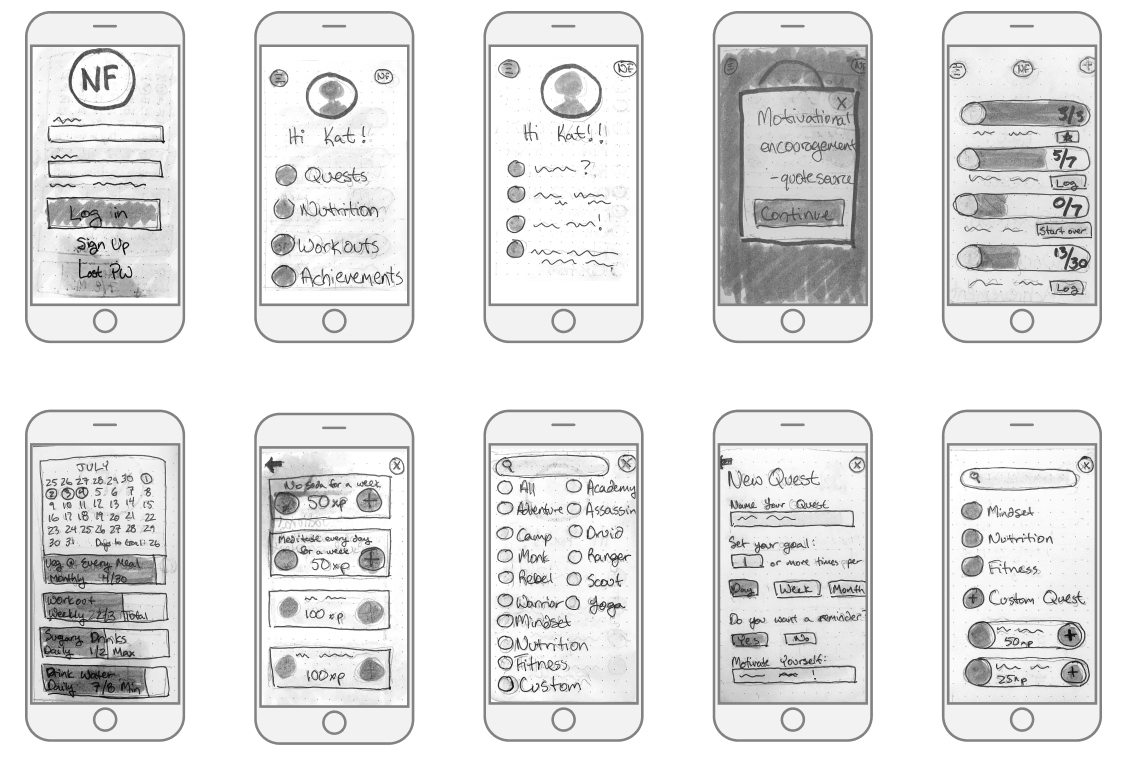 NF
Log in
Sign Up
Lost PW
NF
Hi Kat!
Quests
Nutrition
Workouts
Achievements
NF
Hi Kat!!
?
!
NF
X
Motivational
encouragement
-quote source
Continue
NF
+
5/5
5/7
Log
0/7
Start over
13/30
Log
JULY
25 26 27 28 29 30 1
2 3 4 5 6 7 8
9 10 11 12 13 14 15
16 17 18 19 20 21 22
23 24 25 26 27 28 29
30 31 Days to Goal: 26
Veg @ Every Meal
Monthly 4/30
Workout
Weekly 2/3 Total
Sugary Drinks
Daily 1/2 Max
Drink Water
Daily 7/8 Min
X
No Soda for a week
50xp +
Meditate every day
for a week
50xp +
100xp
100xp
X
All Academy
Adventure Assassin
Camp Druid
Monk Ranger
Rebel Scout
Warrior Yoga
Mindset
Nutrition
Fitness
Custom
X
New Quest
Name Your Quest
Set your goal:
1 or more times per
Day Week Month
Do you want a reminder?
Yes No
Motivate Yourself:
!
X
Mindset
Nutrition
Fitness
+ Custom Quest
50xp +
25xp +